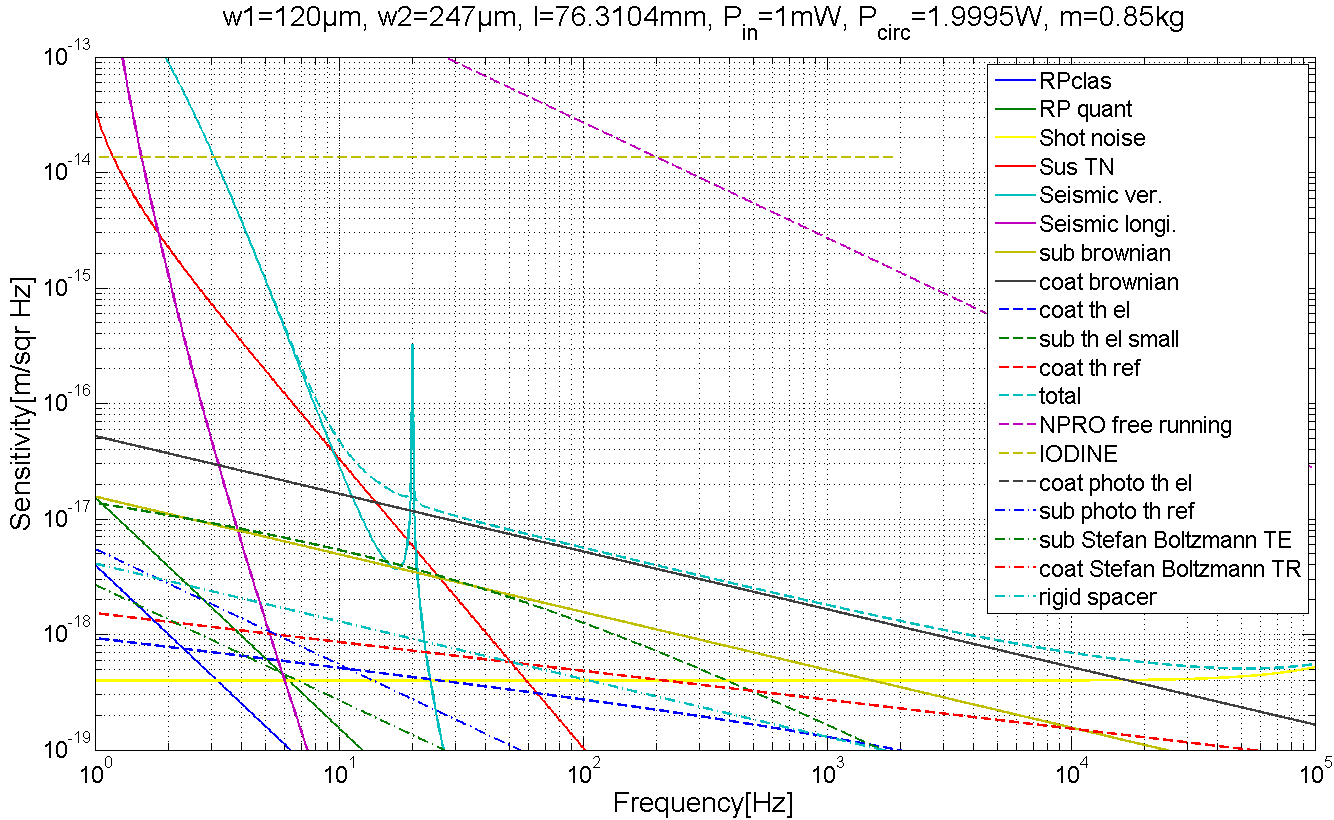 w1=120µm, w2=247µm, l=76.3104mm, P_in=1mW, P_circ=1.9995W, m=0.85kg
10^-13
10^-14
10^-15
10^-16
10^-17
10^-18
10^-19
Sensitivity[m/sqr Hz]
RPclas
RP quant
Shot noise
Sus TN
Seismic ver.
Seismic longi.
sub brownian
coat brownian
coat th el
sub th el small
coat th ref
total
NPRO free running
IODINE
coat photo th el
sub photo th ref
sub Stefan Boltzmann TE
coat Stefan Boltzmann TR
rigid spacer
10^0 10^1 10^2 10^3 10^4 10^5
Frequency[Hz]